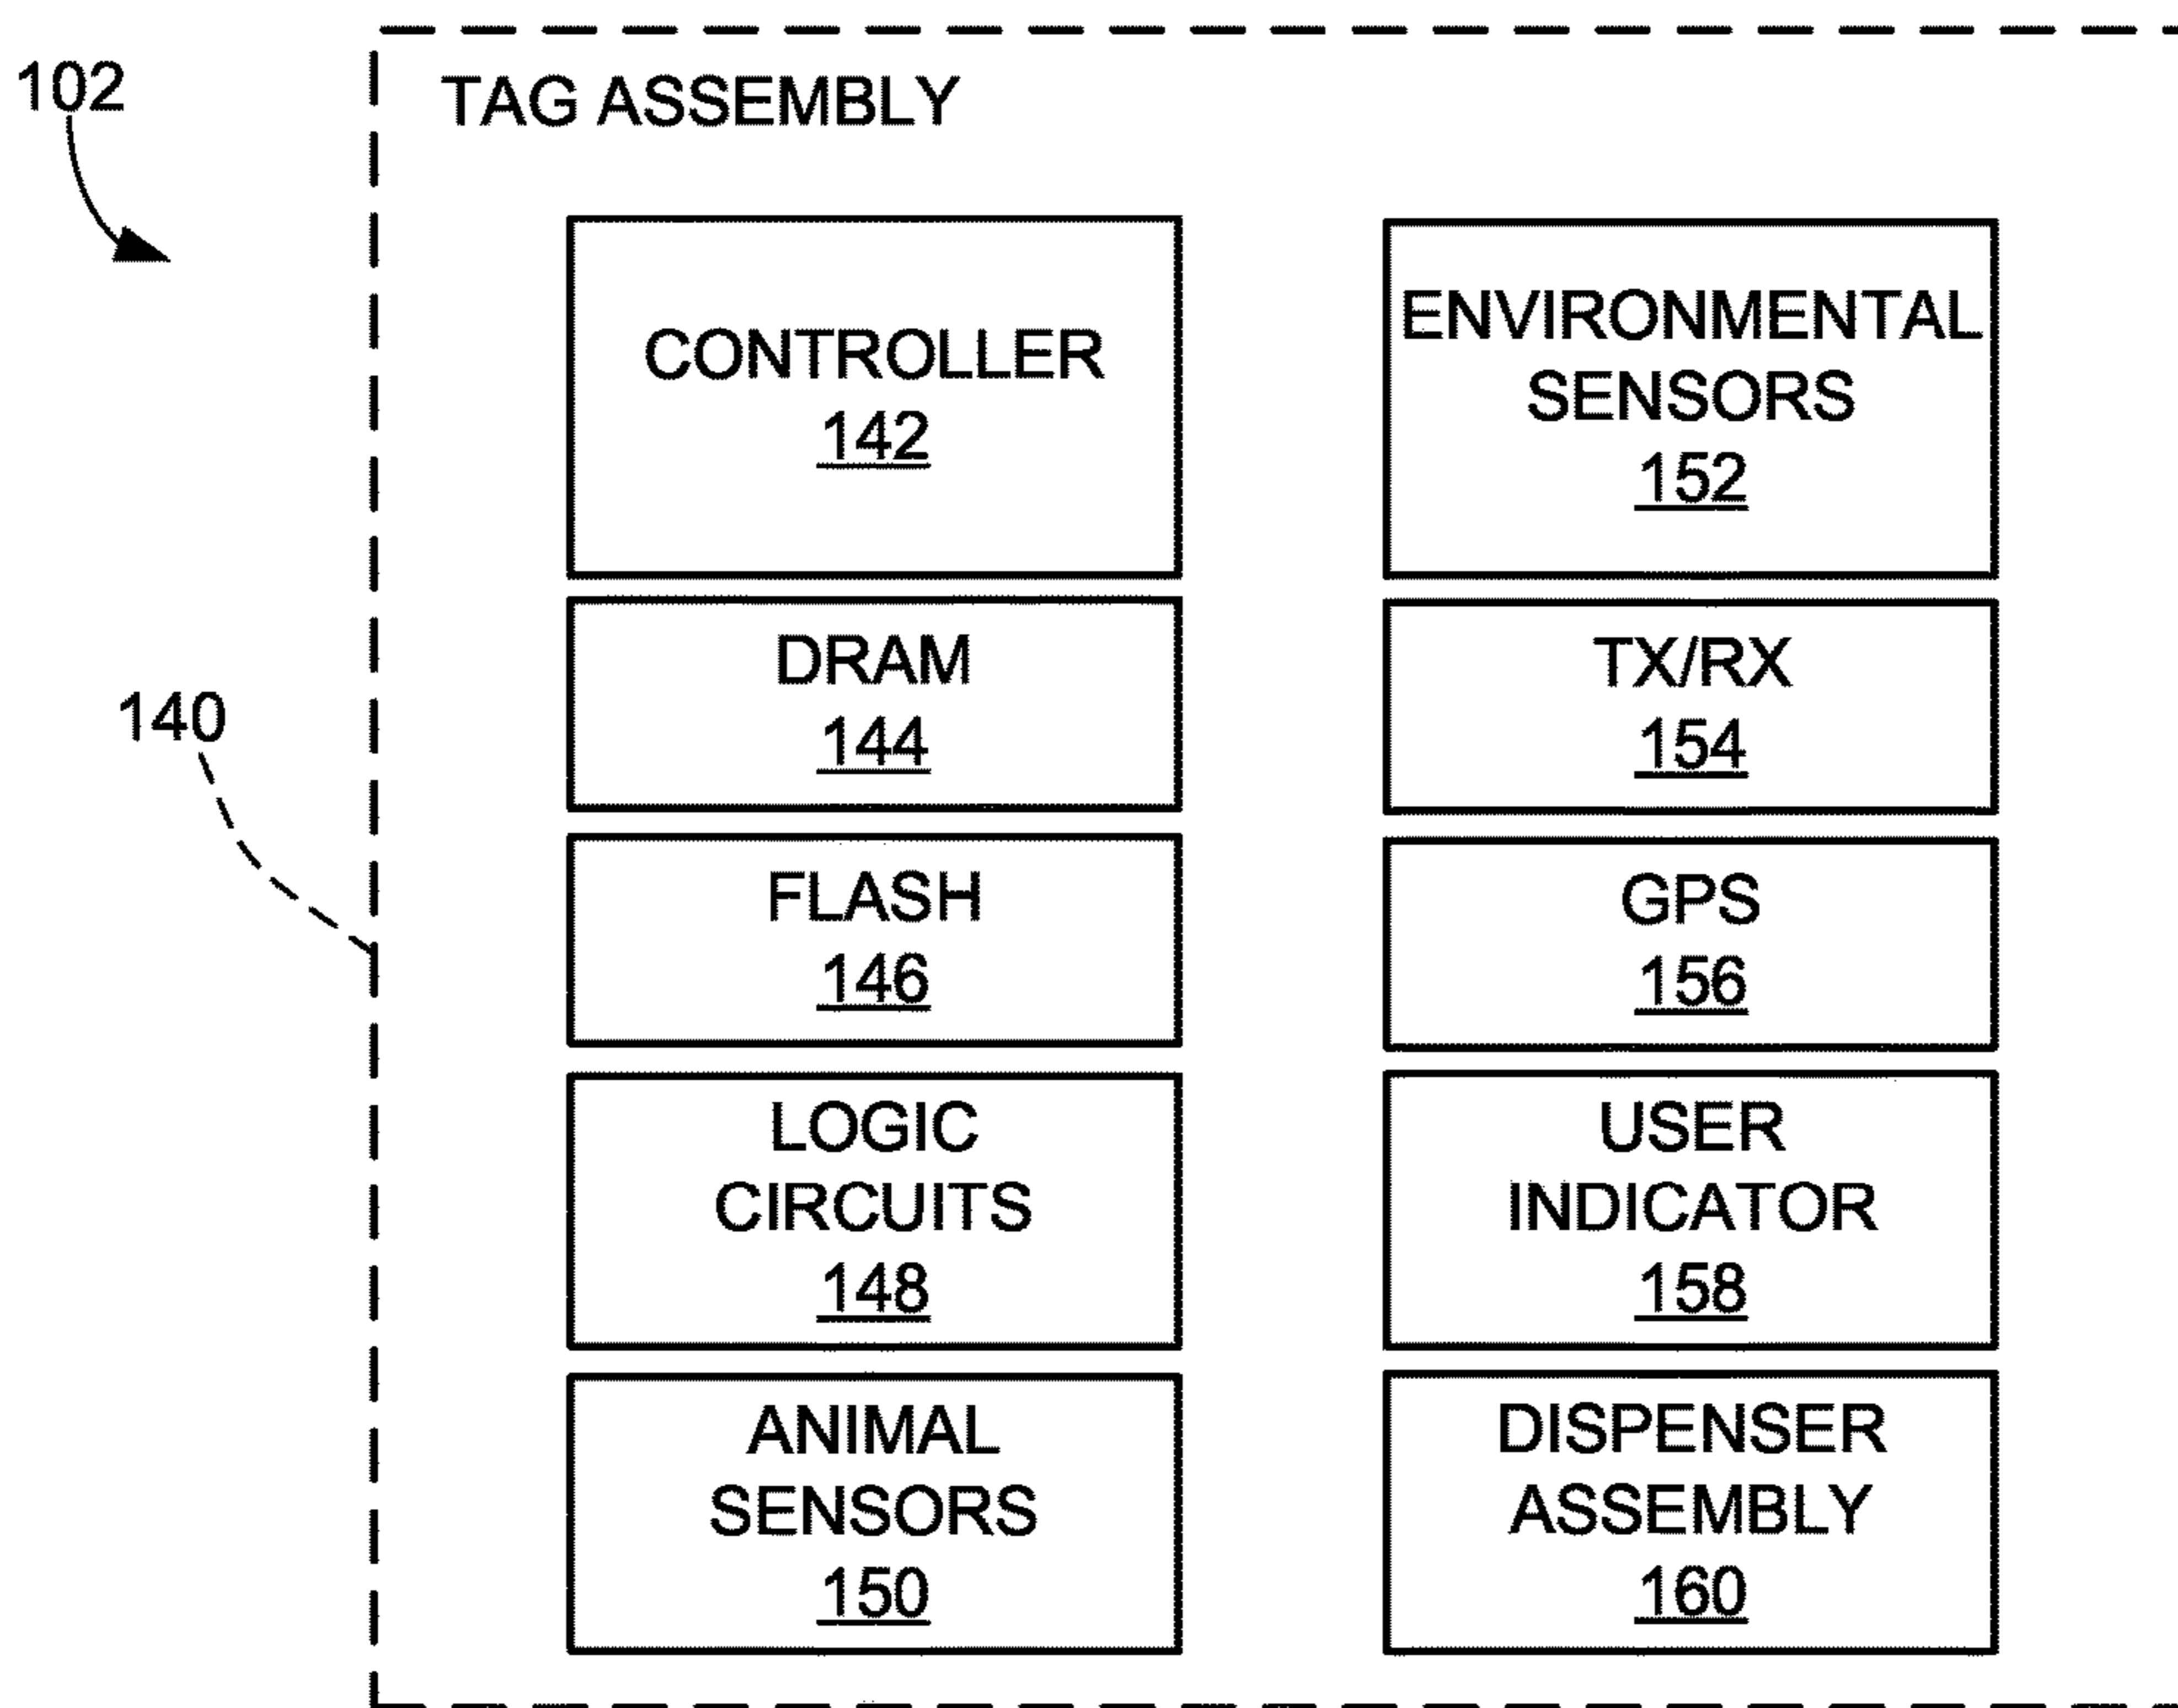 102
TAG ASSEMBLY
CONTROLLER
142
ENVIRONMENTAL
SENSORS
152
DRAM
144
TX/RX
154
140
FLASH
146
GPS
156
LOGIC
CIRCUITS
148
USER
INDICATOR
158
ANIMAL
SENSORS
150
DISPENSER
ASSEMBLY
160